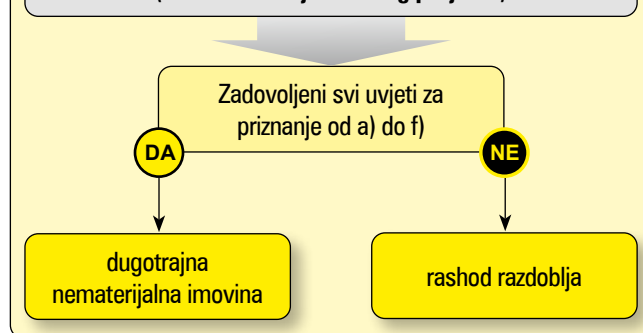 Zadovoljeni svi uvjeti za
priznanje od a) do f)
DA
NE
dugotrajna
nematerijalna imovina
rashod razdoblja